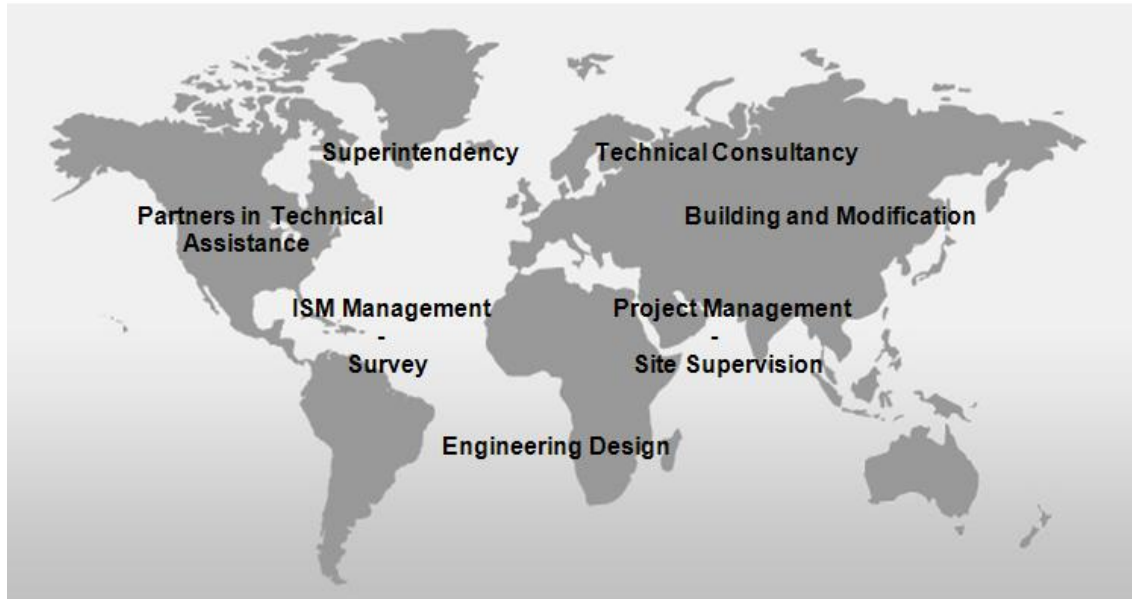 Superintendency
Technical Consultancy
Partners in Technical
Assistance
Building and Modification
ISM Management
-
Survey
Project Management
-
Site Supervision
Engineering Design